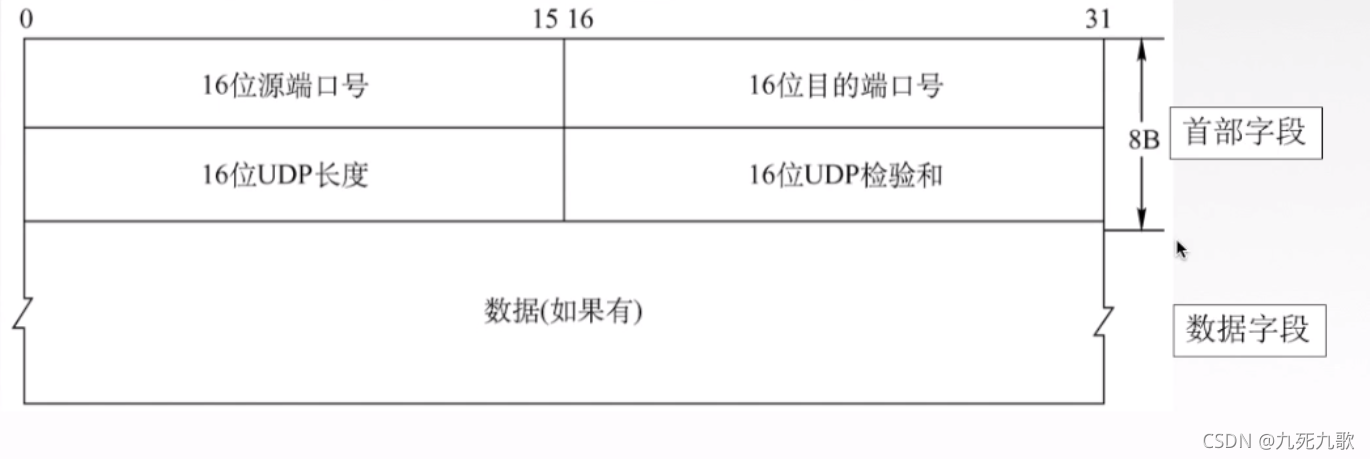 0 15 16 31
16位源端口号 16位目的端口号
8B 首部字段
16位UDP长度 16位UDP检验和
数据(如果有)
数据字段
CSDN @九死九歌